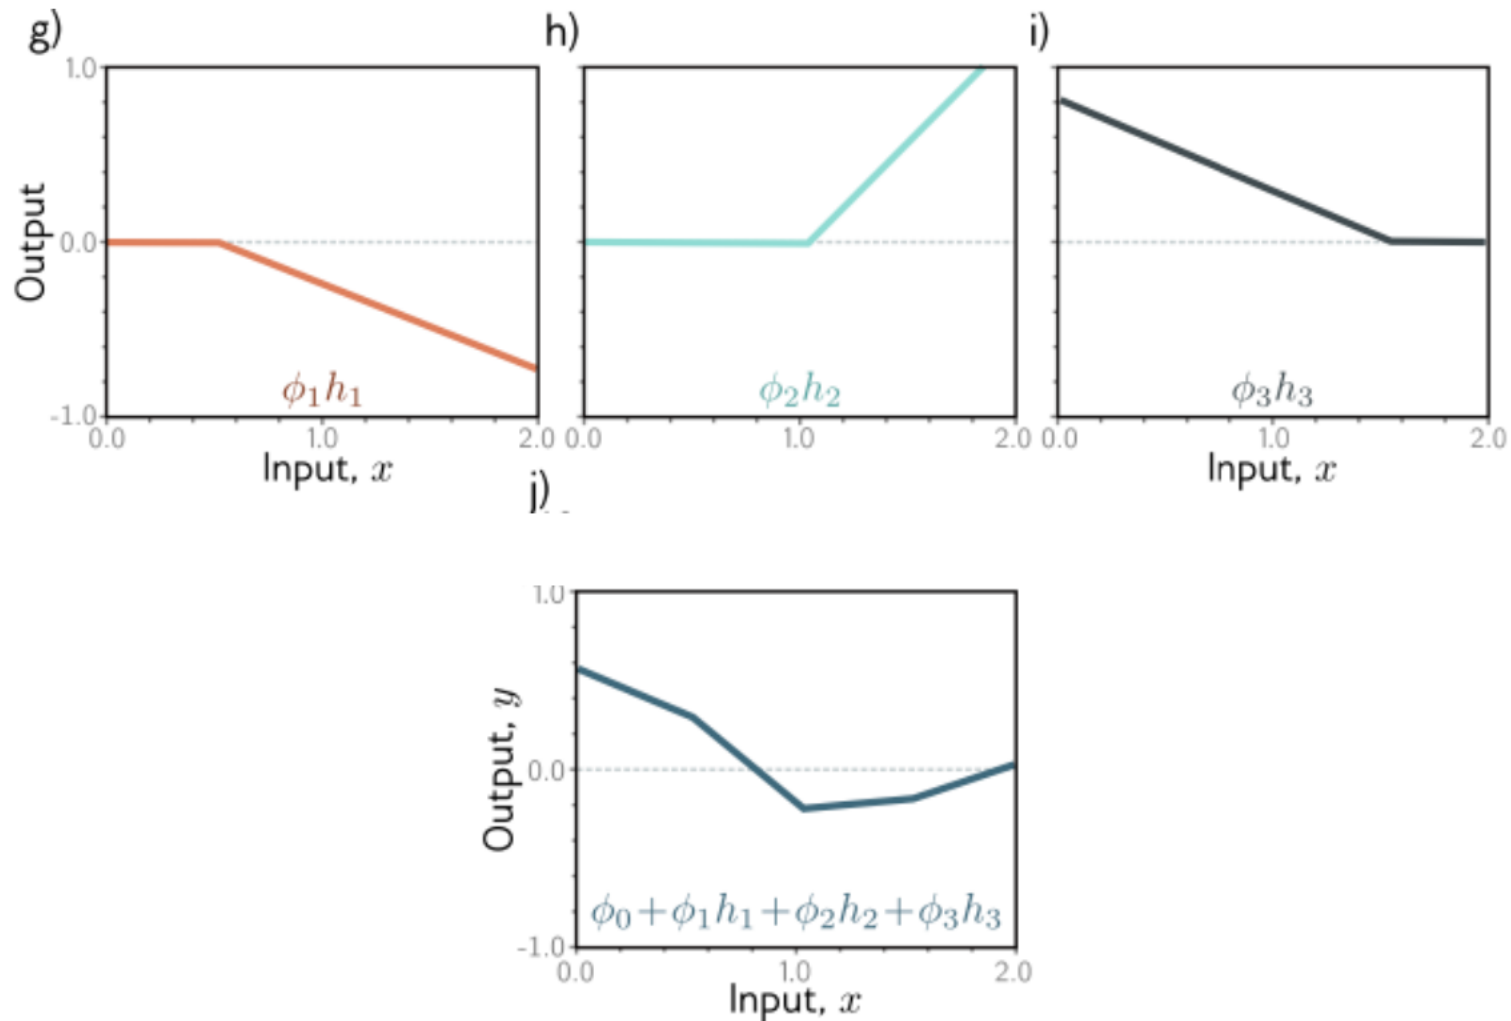 g) h) i)
1.0
Output
0.0
-1.0
ϕ₁h₁ ϕ₂h₂ ϕ₃h₃
0.0 1.0 2.0 0.0 1.0 2.0 0.0 1.0 2.0
Input, x Input, x
j)
1.0
Output, y
0.0
ϕ₀+ϕ₁h₁+ϕ₂h₂+ϕ₃h₃
-1.0
0.0 1.0 2.0
Input, x